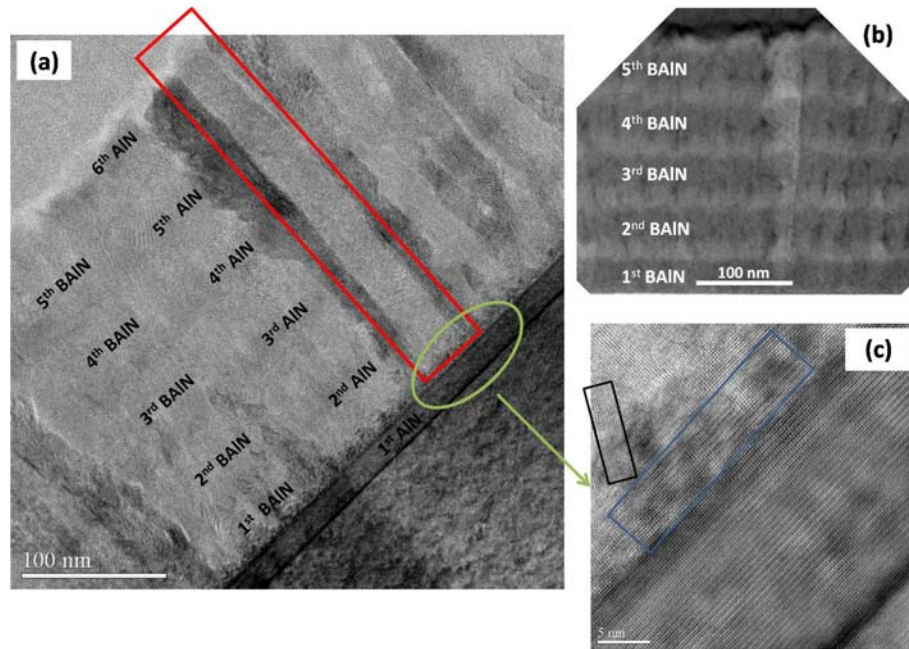 (a)
6th AlN
5th AlN
4th AlN
3rd AlN
2nd AlN
1st AlN
5th BAlN
4th BAlN
3rd BAlN
2nd BAlN
1st BAlN
100 nm
(b)
5th BAlN
4th BAlN
3rd BAlN
2nd BAlN
1st BAlN
100 nm
(c)
5 nm